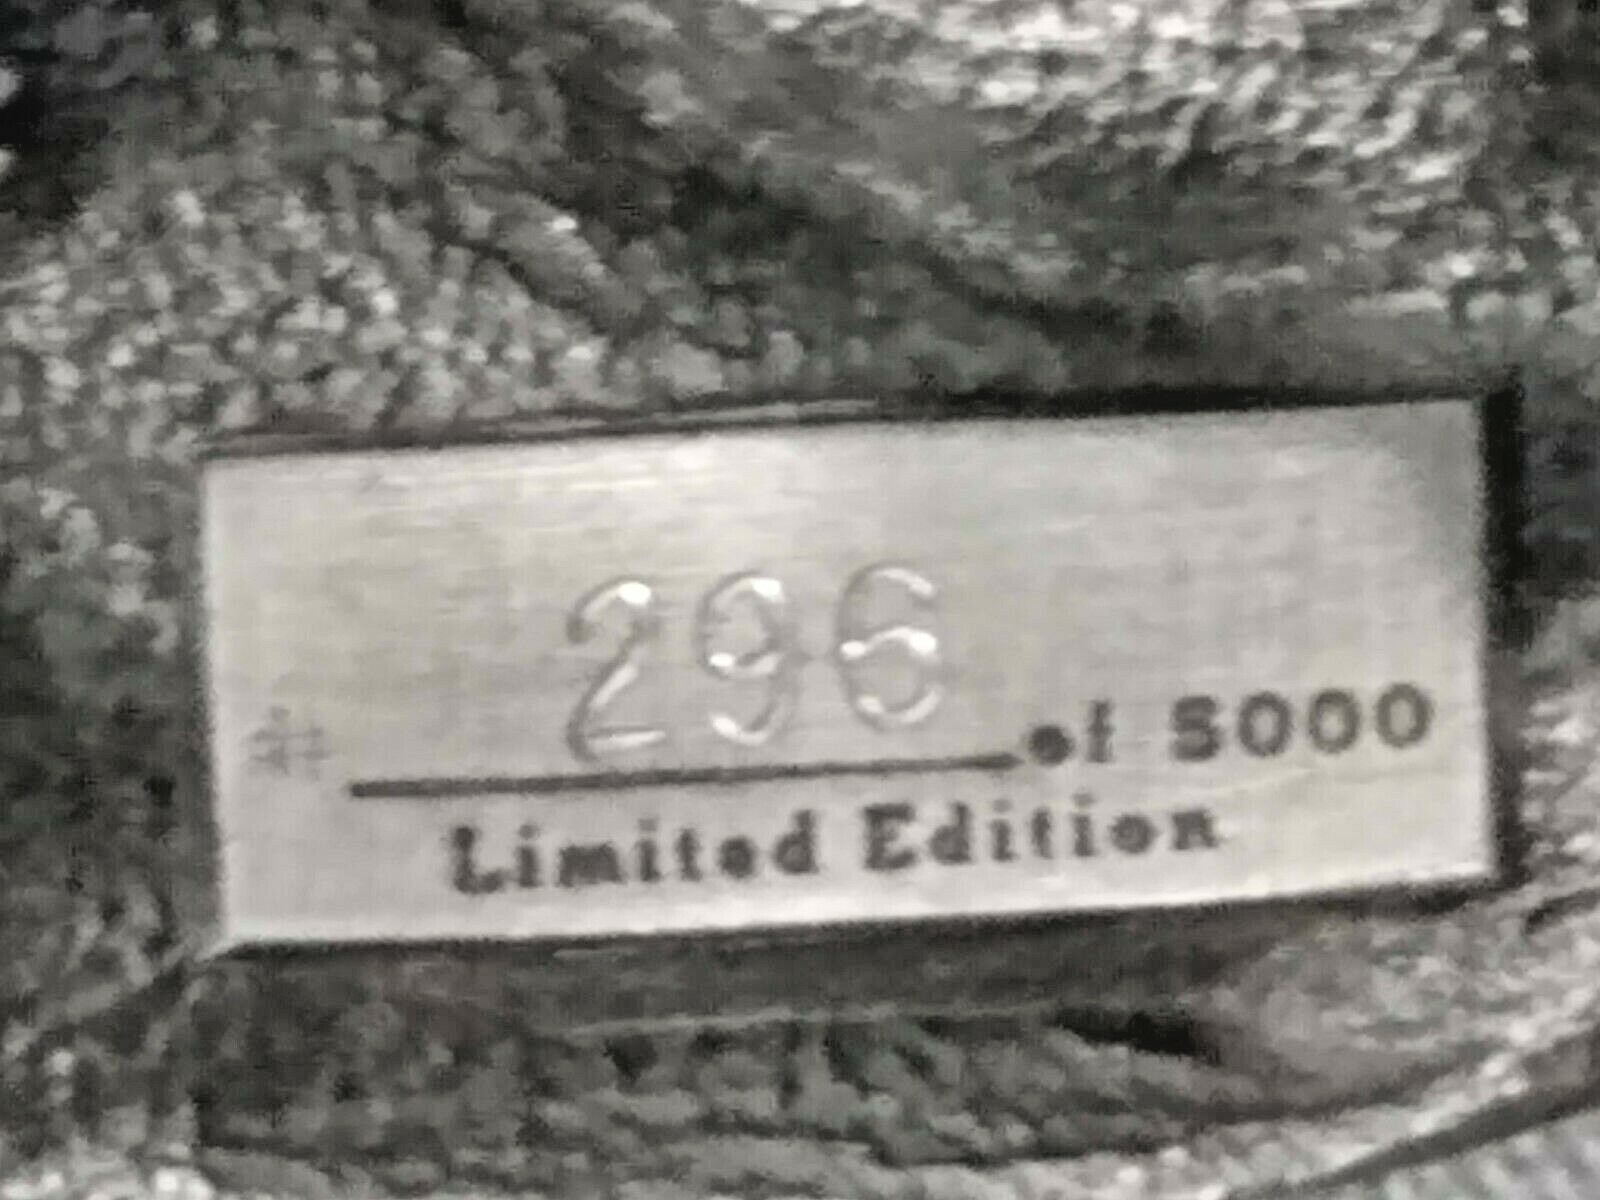 # 296 of 5000
Limited Edition